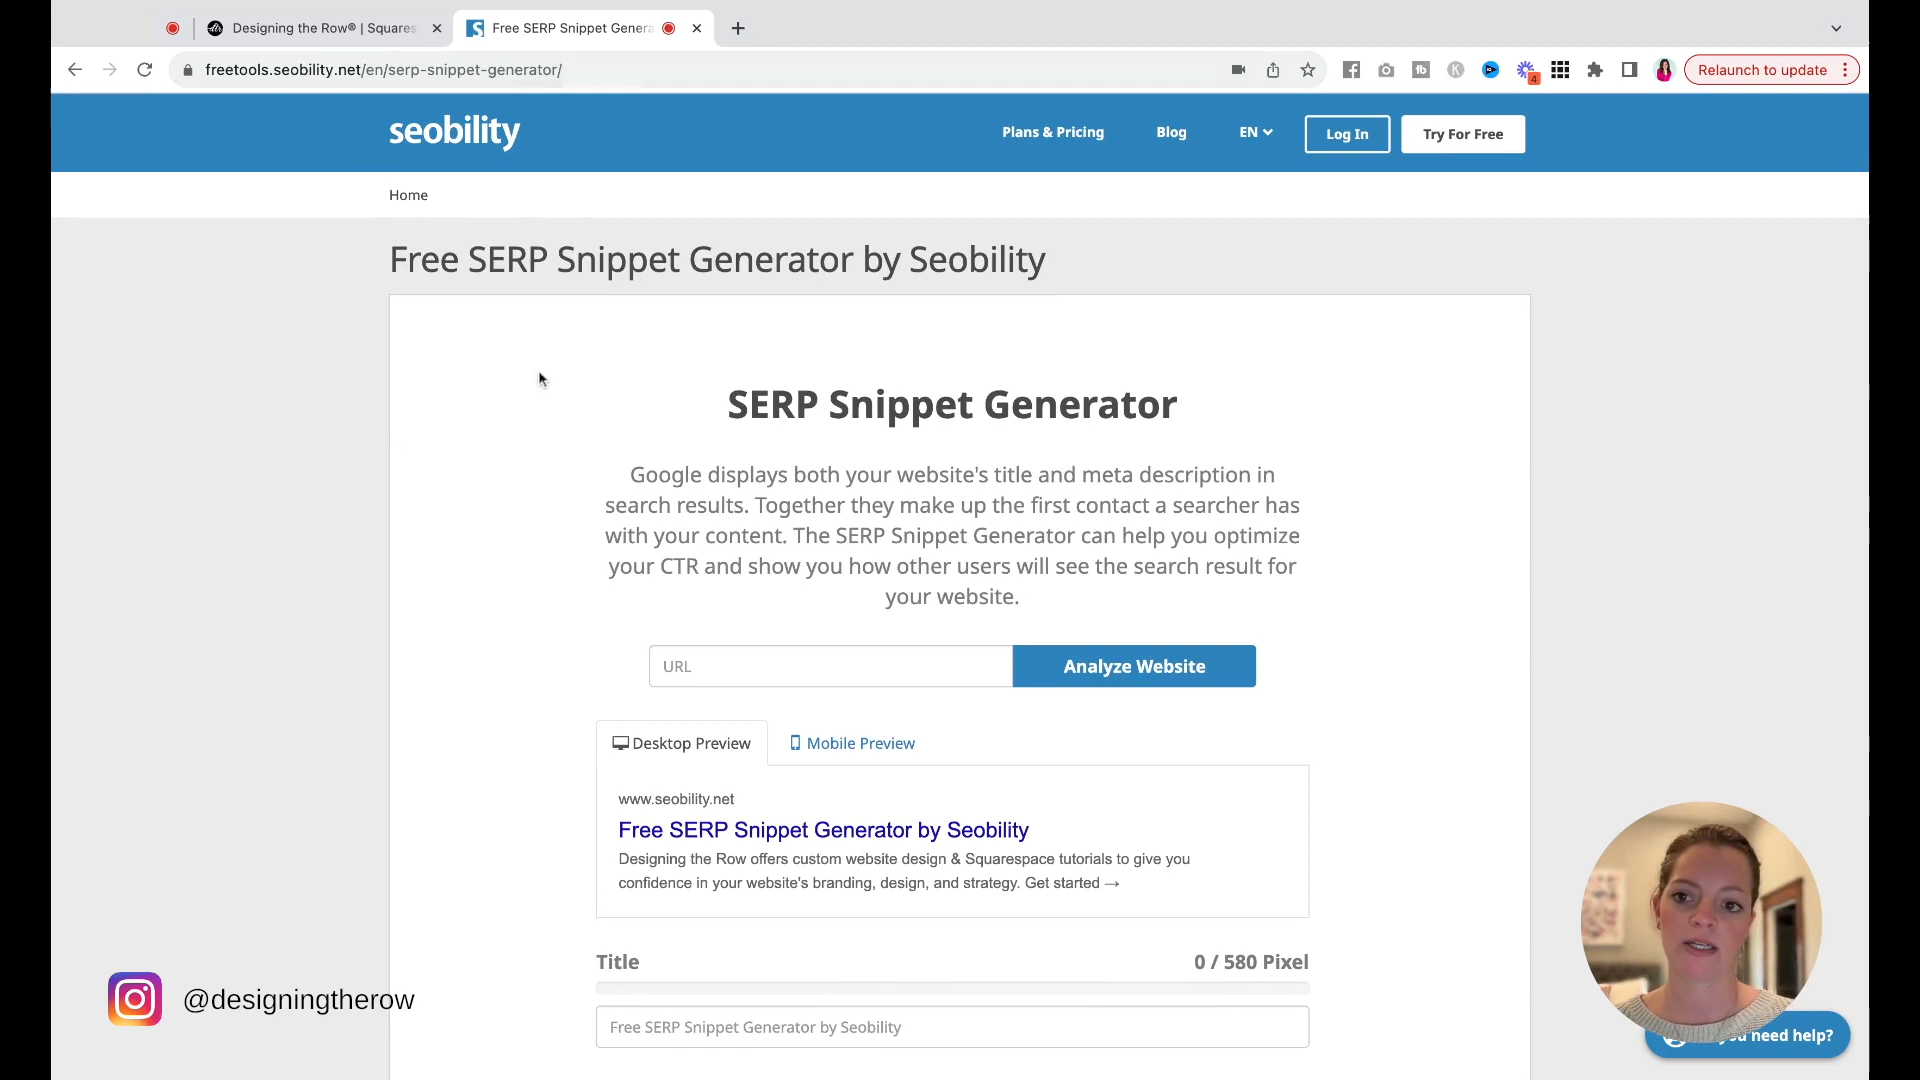 Designing the Row® | Squares
Free SERP Snippet Genera
freetools.seobility.net/en/serp-snippet-generator/
4
Relaunch to update
seobility
Plans & Pricing
Blog
EN
Log In
Try For Free
Home
Free SERP Snippet Generator by Seobility
SERP Snippet Generator
Google displays both your website's title and meta description in
search results. Together they make up the first contact a searcher has
with your content. The SERP Snippet Generator can help you optimize
your CTR and show you how other users will see the search result for
your website.
URL
Analyze Website
Desktop Preview
Mobile Preview
www.seobility.net
Free SERP Snippet Generator by Seobility
Designing the Row offers custom website design & Squarespace tutorials to give you
confidence in your website's branding, design, and strategy. Get started →
Title
0 / 580 Pixel
Free SERP Snippet Generator by Seobility
@designingtherow
need help?